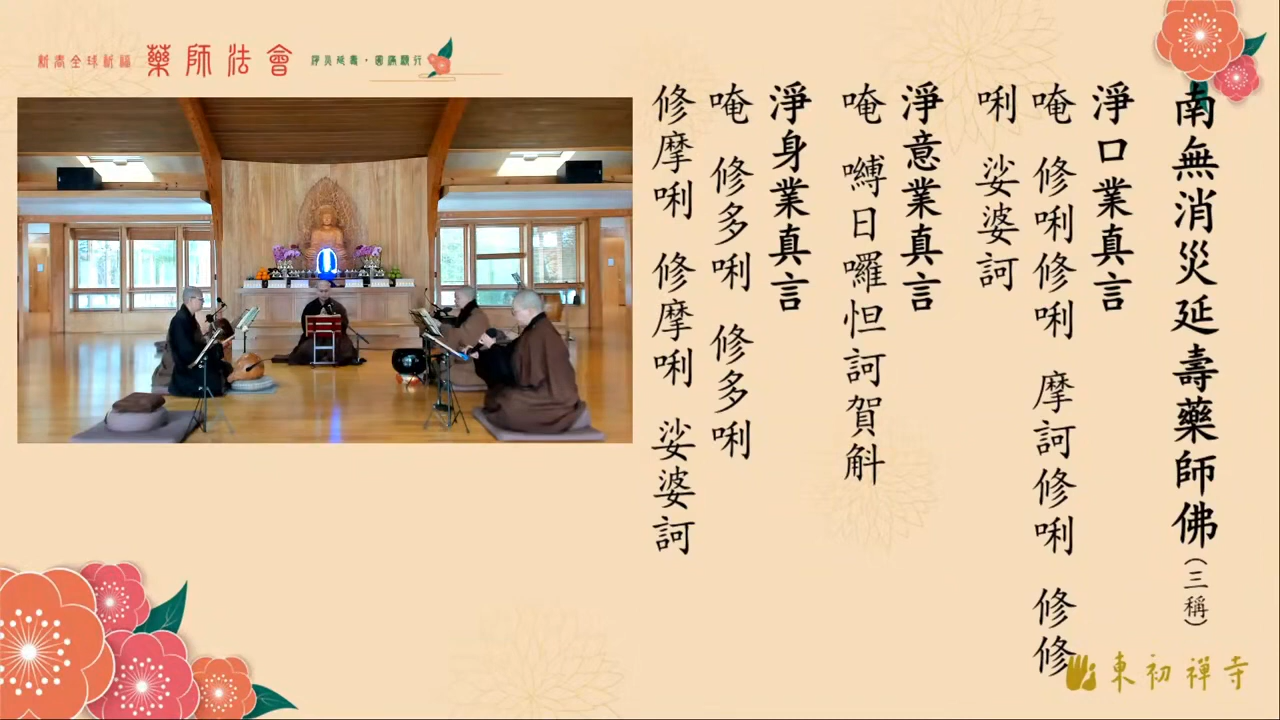 新春全球祈福 藥師法會 淨災延壽・圓滿願行
南無消災延壽藥師佛(三稱)
淨口業真言
唵 修唎修唎 摩訶修唎 修修
唎 娑婆訶
淨意業真言
唵 嚩日囉怛訶賀斛
淨身業真言
唵 修多唎 修多唎
修摩唎 修摩唎 娑婆訶
東初禪寺